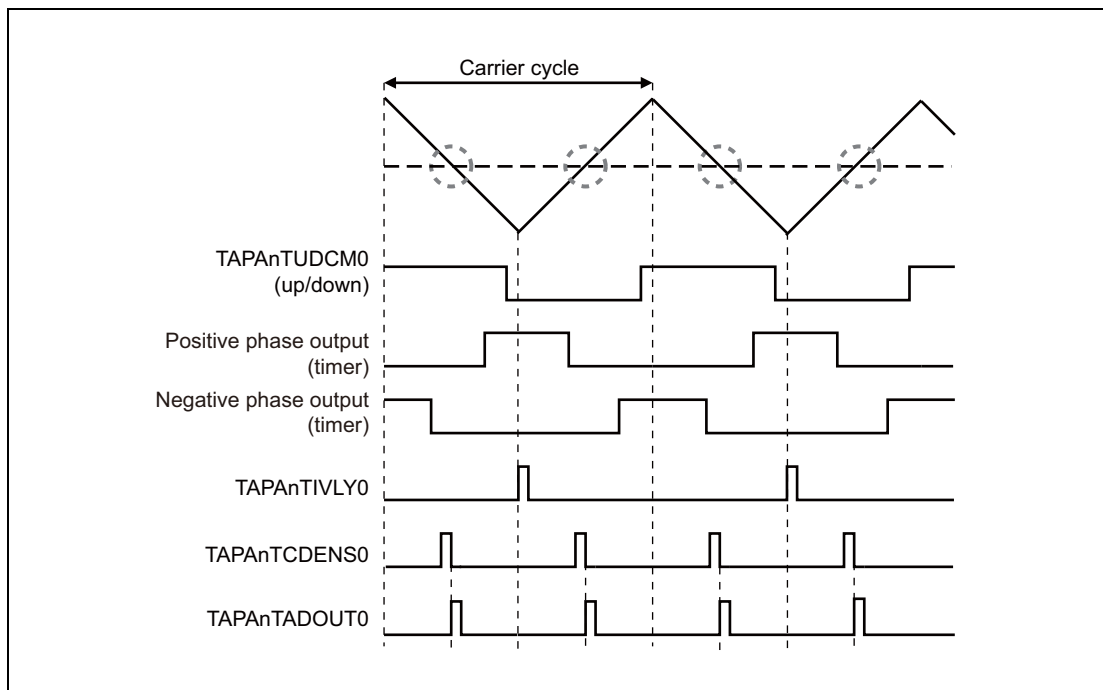 Carrier cycle
TAPAnTUDCM0
(up/down)
Positive phase output
(timer)
Negative phase output
(timer)
TAPAnTIVLY0
TAPAnTCDENS0
TAPAnTADOUT0